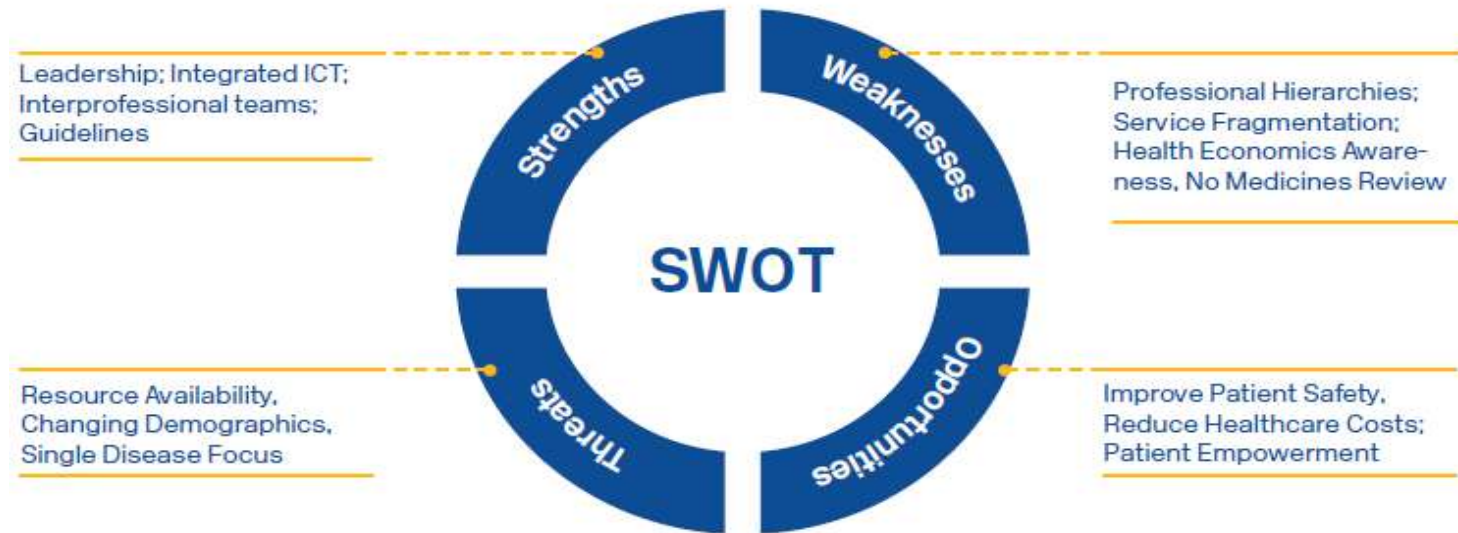 Strengths
Leadership; Integrated ICT;
Interprofessional teams;
Guidelines
Weaknesses
Professional Hierarchies;
Service Fragmentation;
Health Economics Aware-
ness, No Medicines Review
SWOT
Threats
Resource Availability,
Changing Demographics,
Single Disease Focus
Opportunities
Improve Patient Safety,
Reduce Healthcare Costs;
Patient Empowerment